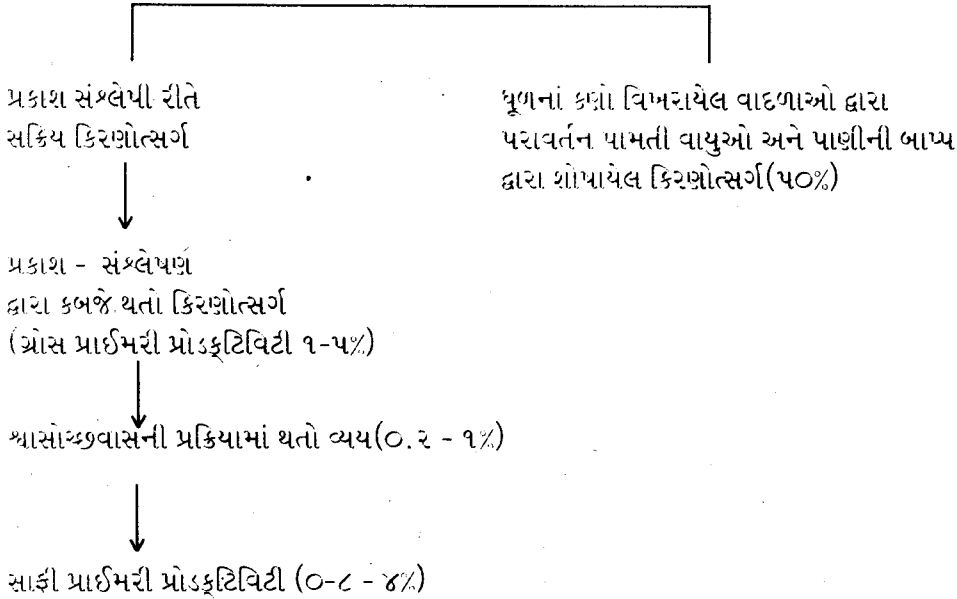 પ્રકાશ સંશ્લેષી રીતે
સક્રિય કિરણોત્સર્ગ
ધૂળનાં કણો વિખરાયેલ વાદળાઓ દ્વારા
પરાવર્તન પામતી વાયુઓ અને પાણીની બાષ્પ
દ્વારા શોષાયેલ કિરણોત્સર્ગ(૫૦%)
પ્રકાશ - સંશ્લેષણ
દ્વારા કબજે થતો કિરણોત્સર્ગ
(ગ્રોસ પ્રાઈમરી પ્રોડક્ટિવિટી ૧-૫%)
શ્વાસોચ્છવાસની પ્રક્રિયામાં થતો વ્યય(૦.૨ - ૧%)
સાફી પ્રાઈમરી પ્રોડક્ટિવિટી (૦-૮ - ૪%)